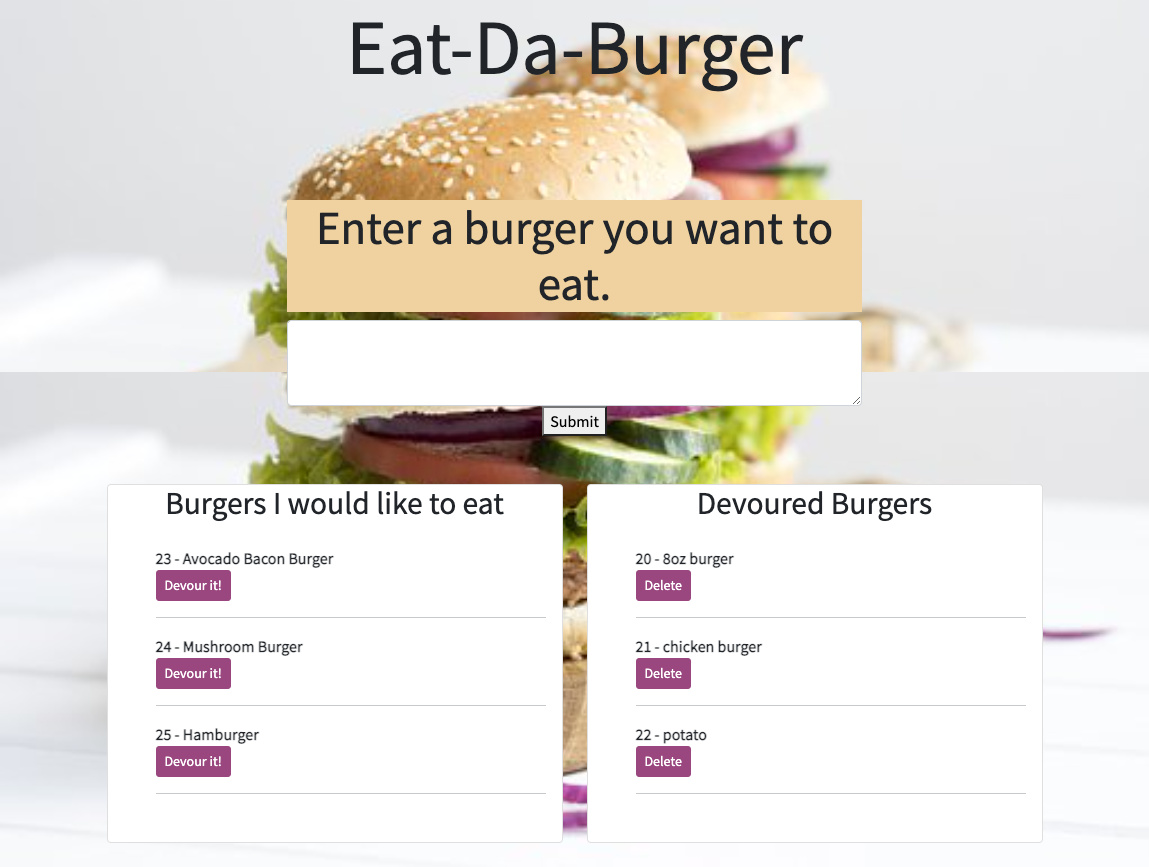 Eat-Da-Burger
Enter a burger you want to
eat.
Submit
Burgers I would like to eat
23 - Avocado Bacon Burger
Devour it!
24 - Mushroom Burger
Devour it!
25 - Hamburger
Devour it!
Devoured Burgers
20 - 8oz burger
Delete
21 - chicken burger
Delete
22 - potato
Delete